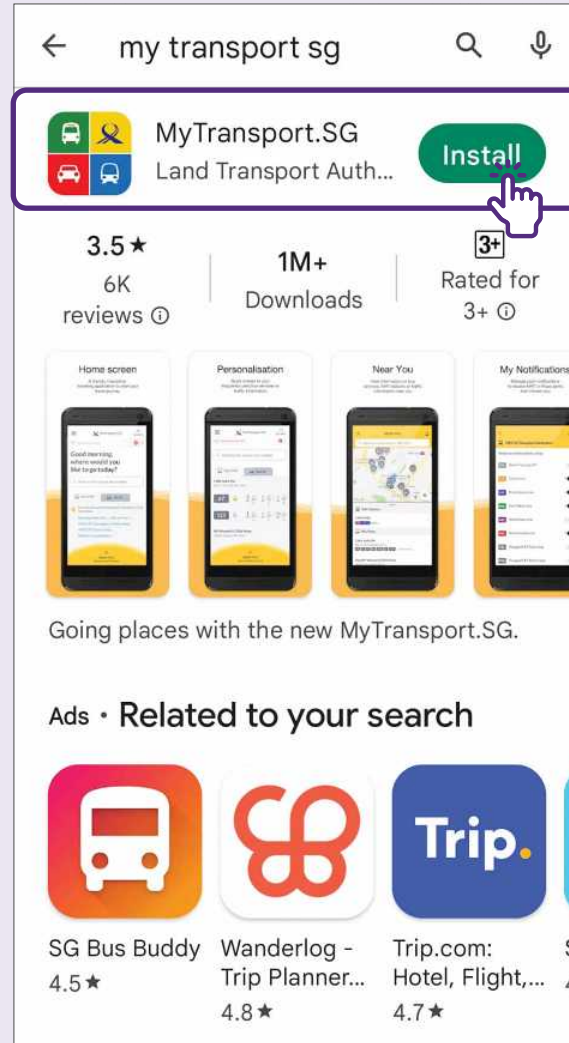 my transport sg
MyTransport.SG
Land Transport Auth...
Install
3.5★
6K
reviews
1M+
Downloads
3+
Rated for
3+
Home screen
Personalisation
Near You
My Notifications
Good morning,
where would you
like to go today?
Going places with the new MyTransport.SG.
Ads • Related to your search
Trip.
SG Bus Buddy
4.5★
Wanderlog -
Trip Planner...
4.8★
Trip.com:
Hotel, Flight,...
4.7★